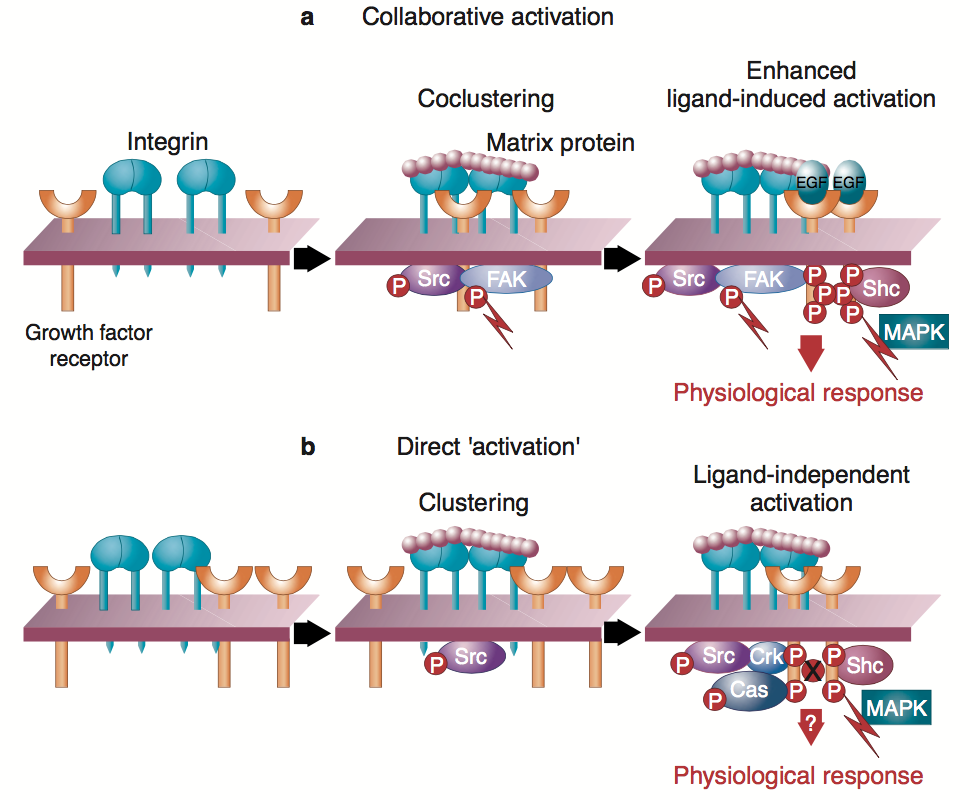 a Collaborative activation
Enhanced
ligand-induced activation
Coclustering
Integrin
Matrix protein
EGF EGF
Src FAK Src FAK Shc
P P P P P P P P P P
Growth factor
receptor
MAPK
Physiological response
b Direct 'activation'
Ligand-independent
activation
Clustering
P Src P Src Crk P P Shc
X
P Cas P P
MAPK
?
Physiological response